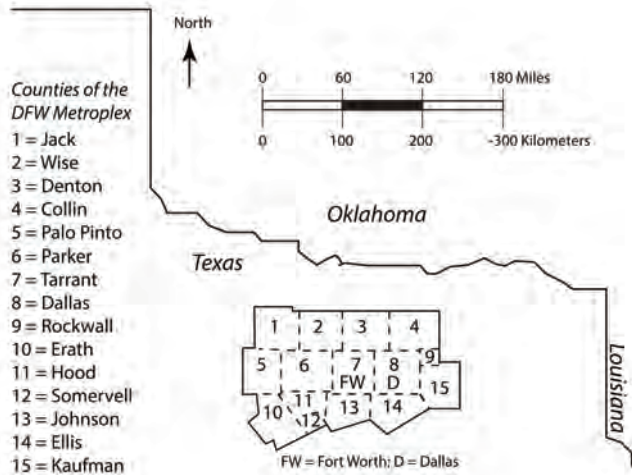 North
0 60 120 180 Miles
0 100 200 -300 Kilometers
Counties of the
DFW Metroplex
1 = Jack
2 = Wise
3 = Denton
4 = Collin
5 = Palo Pinto
6 = Parker
7 = Tarrant
8 = Dallas
9 = Rockwall
10 = Erath
11 = Hood
12 = Somervell
13 = Johnson
14 = Ellis
15 = Kaufman
Oklahoma
Texas
Louisiana
1 2 3 4
5 6 7 8 9
FW D 15
10 11 13 14
12
FW = Fort Worth; D = Dallas